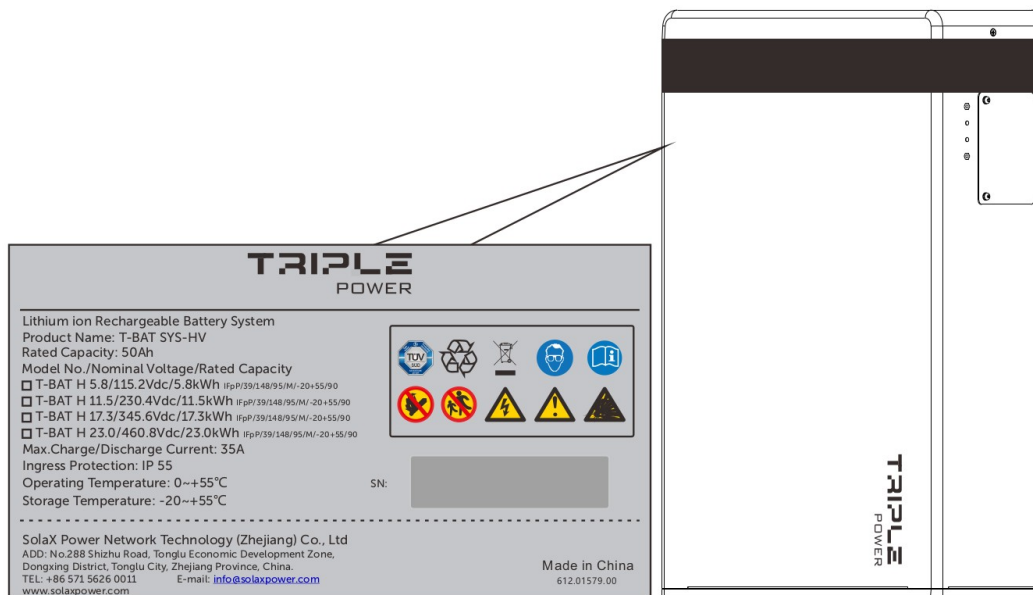 TRIPLE
POWER
Lithium ion Rechargeable Battery System
Product Name: T-BAT SYS-HV
Rated Capacity: 50Ah
Model No./Nominal Voltage/Rated Capacity
T-BAT H 5.8/115.2Vdc/5.8kWh IFpP/39/148/95/M/-20+55/90
T-BAT H 11.5/230.4Vdc/11.5kWh IFpP/39/148/95/M/-20+55/90
T-BAT H 17.3/345.6Vdc/17.3kWh IFpP/39/148/95/M/-20+55/90
T-BAT H 23.0/460.8Vdc/23.0kWh IFpP/39/148/95/M/-20+55/90
Max.Charge/Discharge Current: 35A
Ingress Protection: IP 55
Operating Temperature: 0~+55°C
Storage Temperature: -20~+55°C
TÜV
SÜD
SN:
SolaX Power Network Technology (Zhejiang) Co., Ltd
ADD: No.288 Shizhu Road, Tonglu Economic Development Zone,
Dongxing District, Tonglu City, Zhejiang Province, China.
TEL: +86 571 5626 0011 E-mail: info@solaxpower.com
www.solaxpower.com
Made in China
612.01579.00
TRIPLE
POWER